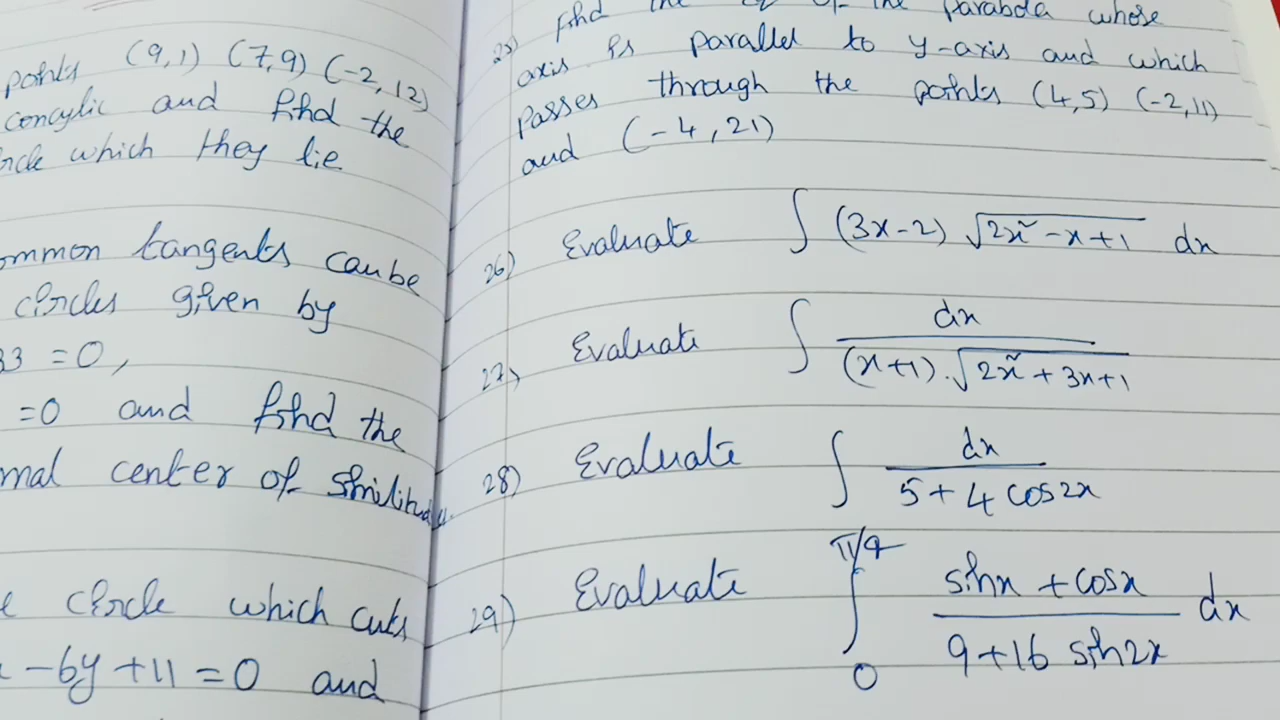 points (9,1) (7,9) (-2,12)
concylic and find the
which they lie
tangents can be
circles given by
33 = 0,
= 0 and find the
center of Similitude.
circle which cuts
- 6y + 11 = 0 and
25) find the of the parabola whose
axis is parallel to y-axis and which
passes through the points (4,5) (-2,11)
and (-4,21)
26) Evaluate ∫ (3x-2) √(2x² - x + 1) dx
27) Evaluate ∫ dx / (x+1).√(2x² + 3x + 1)
28) Evaluate ∫ dx / 5 + 4 cos2x
29) Evaluate ∫₀^π/4 sinx + cosx / 9 + 16 sin2x dx